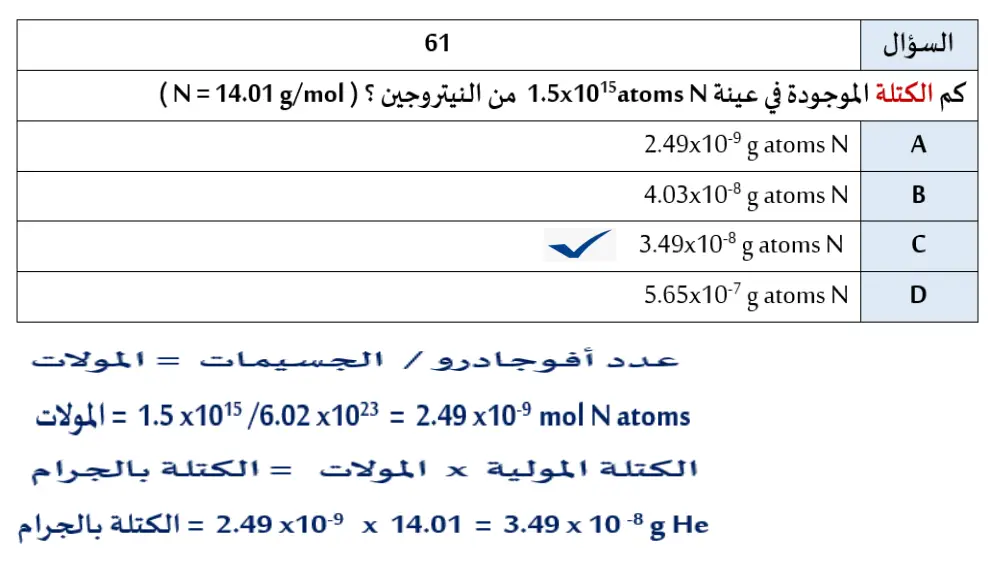 السؤال 61
كم الكتلة الموجودة في عينة 1.5x10¹⁵atoms N من النيتروجين ؟ ( N = 14.01 g/mol )
A 2.49x10⁻⁹ g atoms N
B 4.03x10⁻⁸ g atoms N
C 3.49x10⁻⁸ g atoms N
D 5.65x10⁻⁷ g atoms N
المولات = الجسيمات / عدد أفوجادرو
المولات = 1.5 x10¹⁵ /6.02 x10²³ = 2.49 x10⁻⁹ mol N atoms
الكتلة بالجرام = المولات x الكتلة المولية
الكتلة بالجرام = 2.49 x10⁻⁹ x 14.01 = 3.49 x 10 ⁻⁸ g He